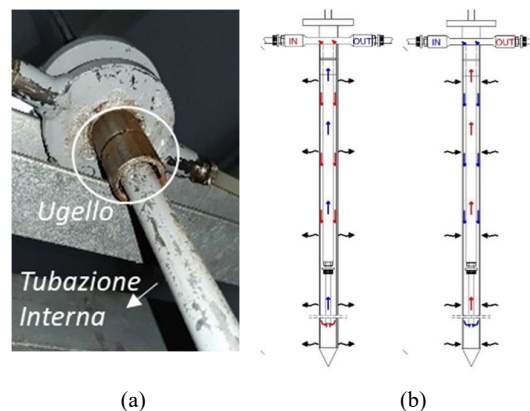 Ugello
Tubazione
Interna
IN
OUT
IN
OUT
(a)
(b)